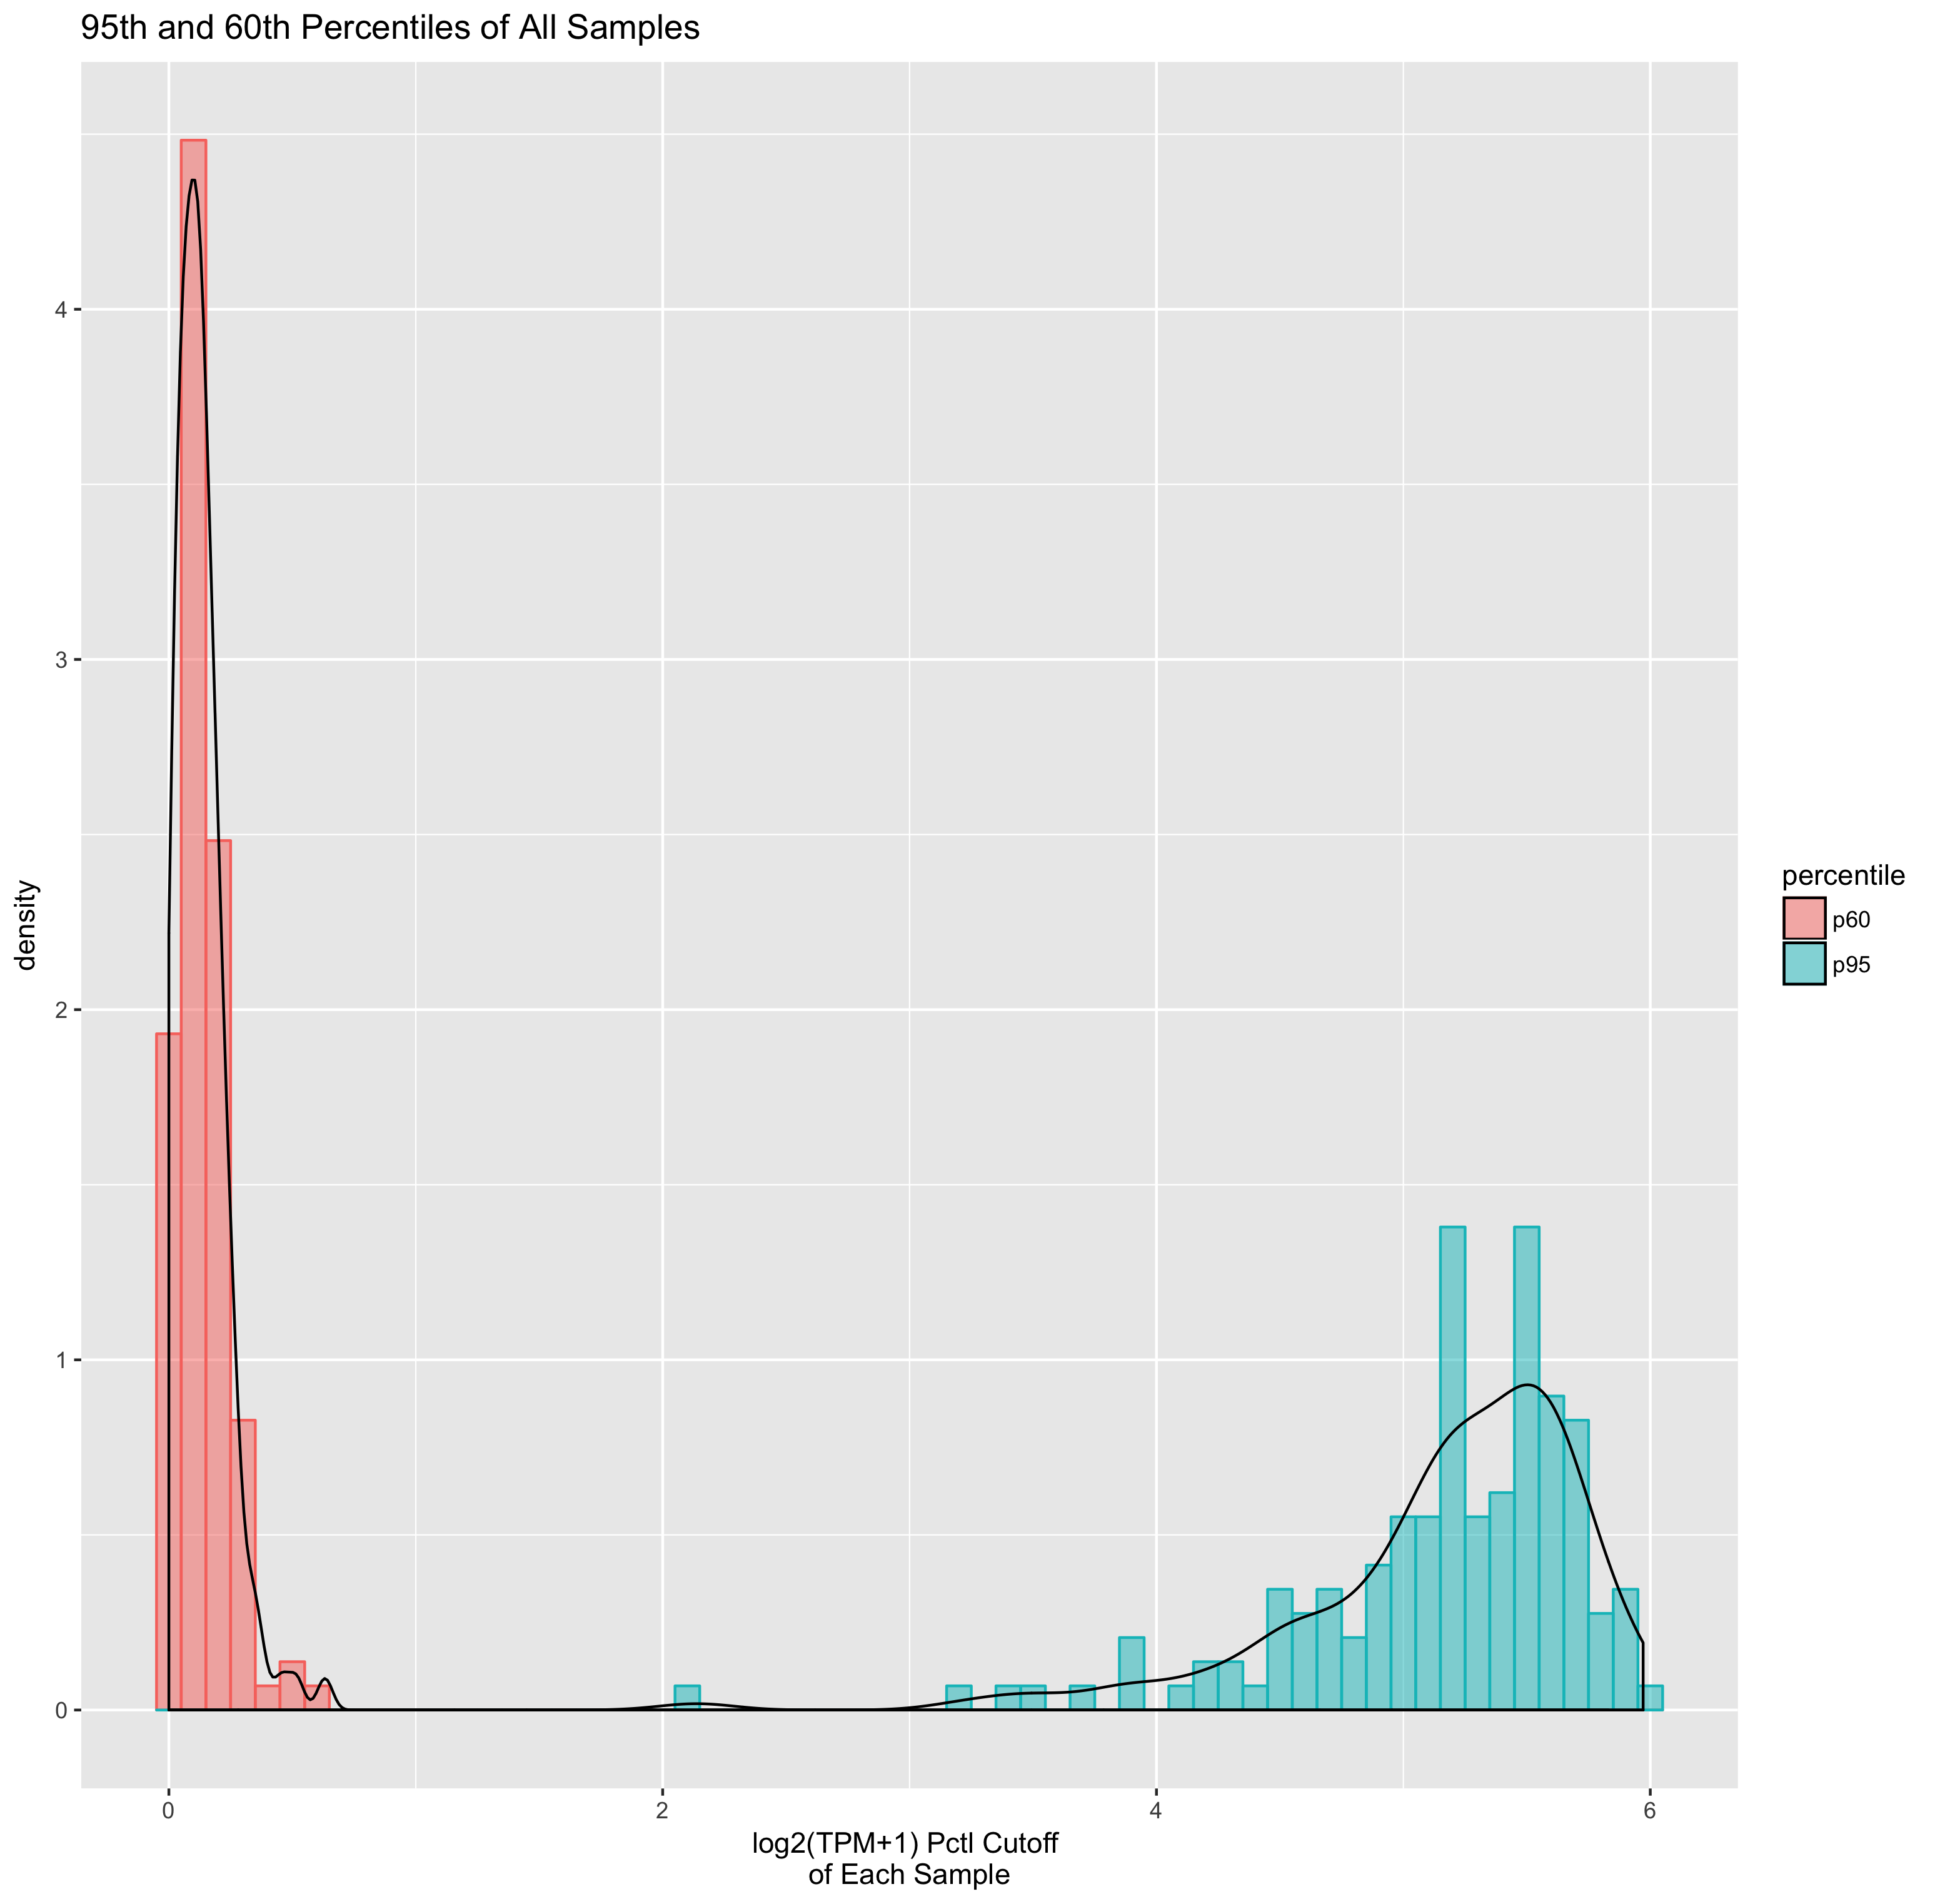 95th and 60th Percentiles of All Samples
density
4
3
2
1
0
0 2 4 6
log2(TPM+1) Pctl Cutoff
of Each Sample
percentile
p60
p95